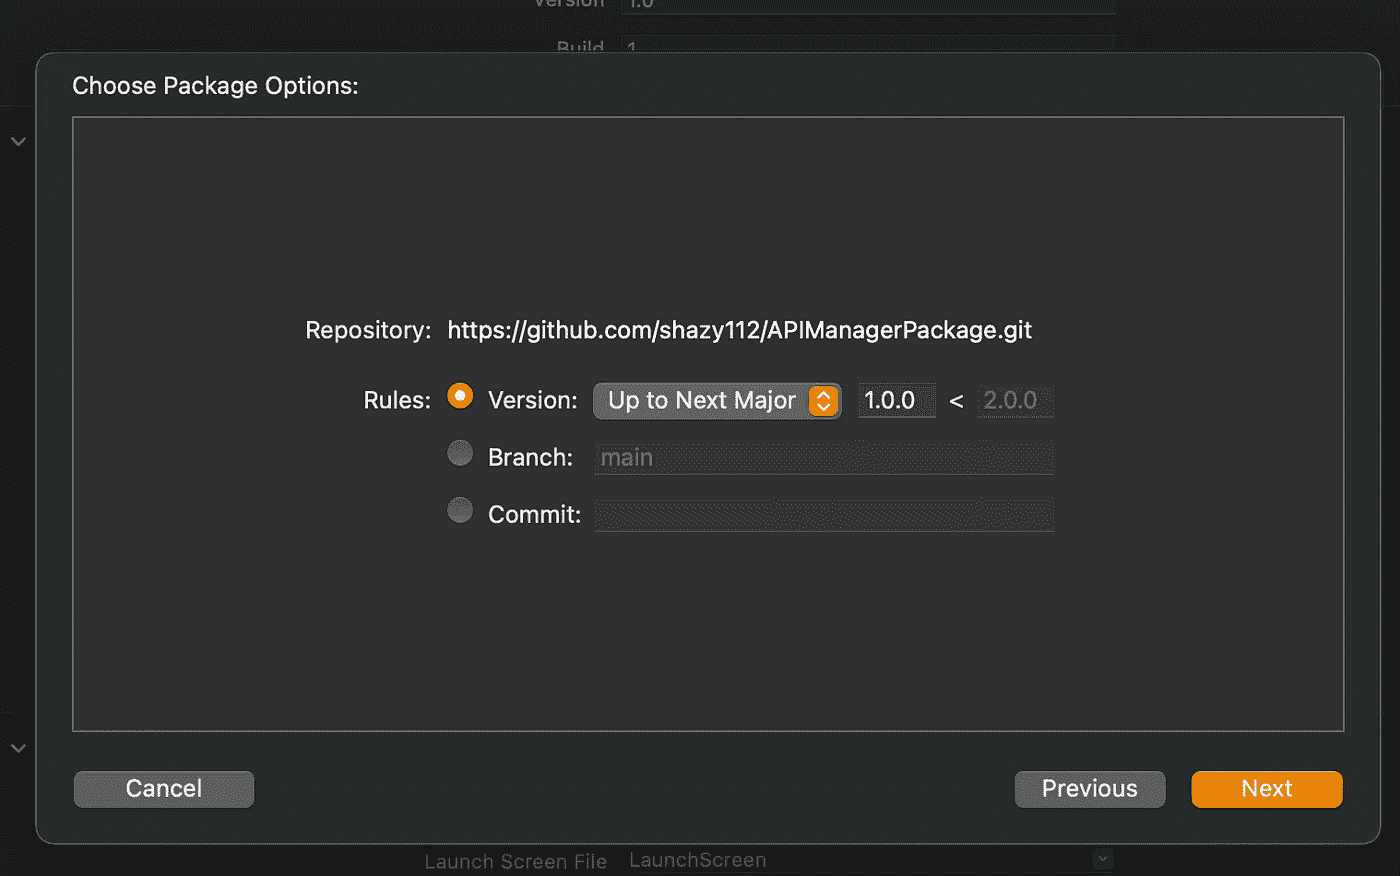 Version 1.0
Build 1
Choose Package Options:
Repository: https://github.com/shazy112/APIManagerPackage.git
Rules: Version: Up to Next Major 1.0.0 < 2.0.0
Branch: main
Commit:
Cancel Previous Next
Launch Screen File LaunchScreen